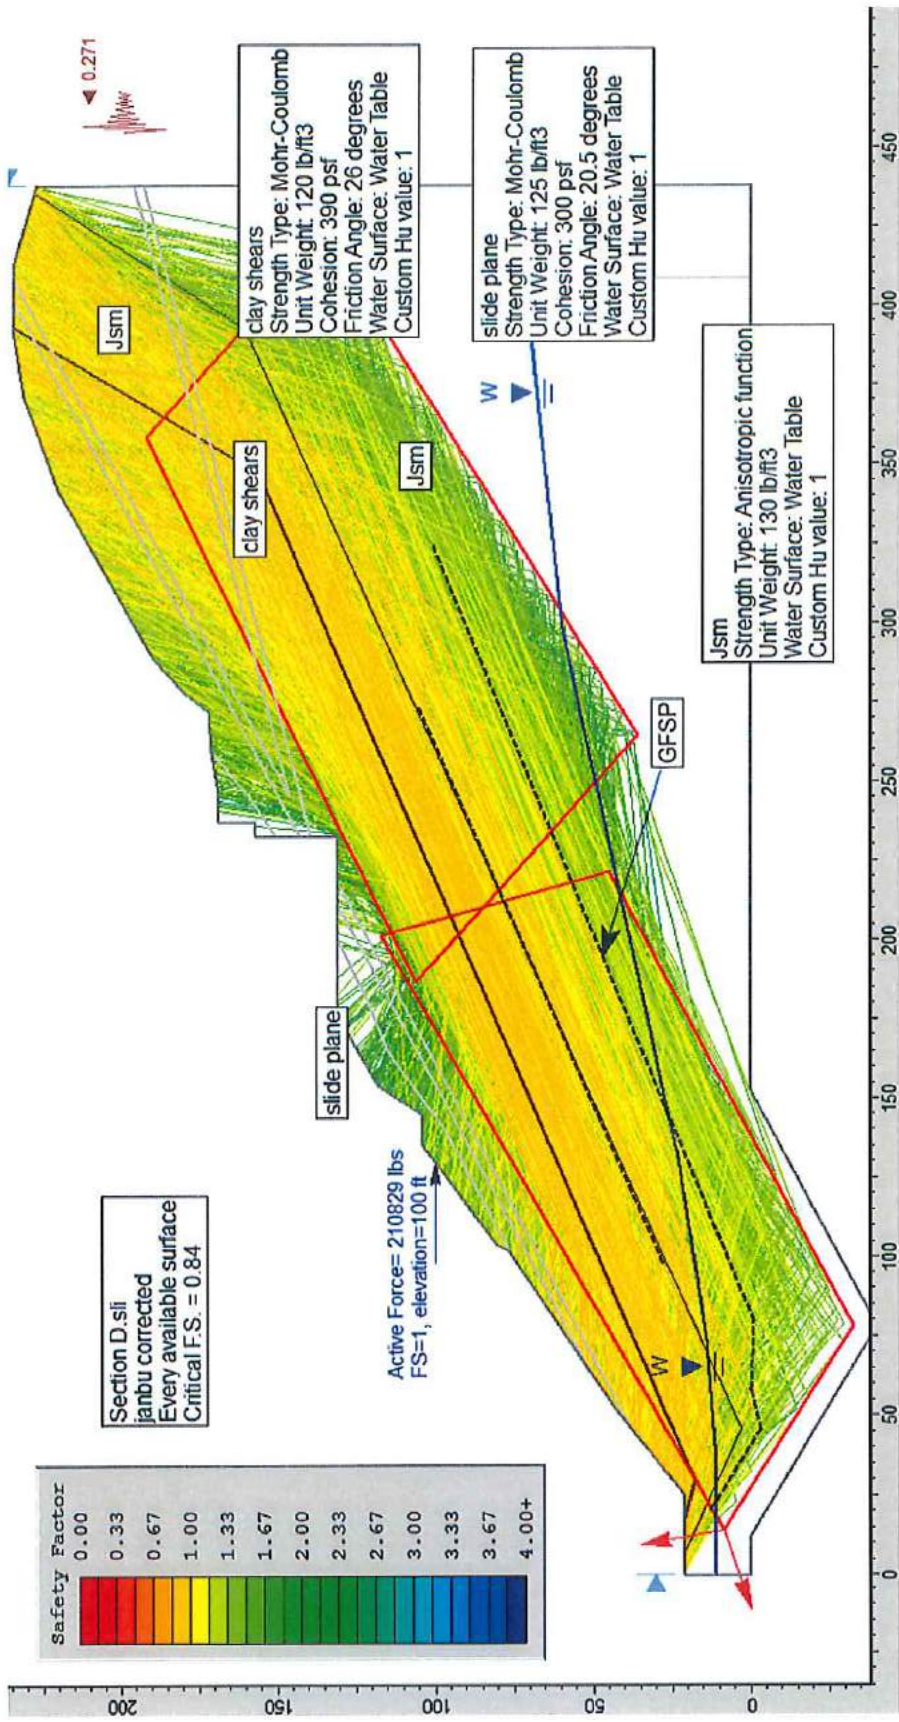 Safety Factor
0.00
0.33
0.67
1.00
1.33
1.67
2.00
2.33
2.67
3.00
3.33
3.67
4.00+
Section D.sli
janbu corrected
Every available surface
Critical F.S. = 0.84
Active Force= 210829 lbs
FS=1, elevation=100 ft
slide plane
clay shears
Jsm
Jsm
0.271
clay shears
Strength Type: Mohr-Coulomb
Unit Weight: 120 lb/ft3
Cohesion: 390 psf
Friction Angle: 26 degrees
Water Surface: Water Table
Custom Hu value: 1
slide plane
Strength Type: Mohr-Coulomb
Unit Weight: 125 lb/ft3
Cohesion: 300 psf
Friction Angle: 20.5 degrees
Water Surface: Water Table
Custom Hu value: 1
Jsm
Strength Type: Anisotropic function
Unit Weight: 130 lb/ft3
Water Surface: Water Table
Custom Hu value: 1
GFSP
W
W
200
150
100
50
0
0
50
100
150
200
250
300
350
400
450